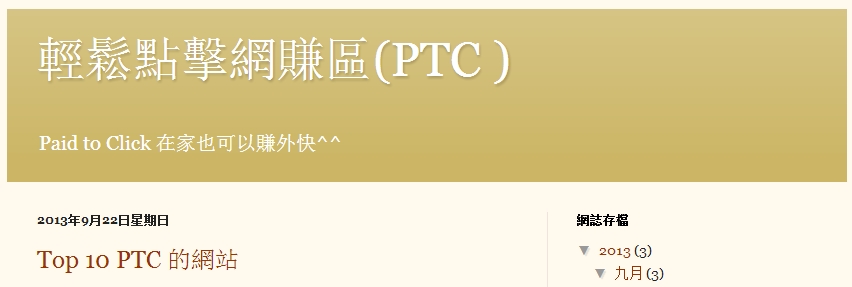 輕鬆點擊網賺區(PTC )
Paid to Click 在家也可以賺外快^^
2013年9月22日星期日
Top 10 PTC 的網站
網誌存檔
▼ 2013 (3)
▼ 九月 (3)